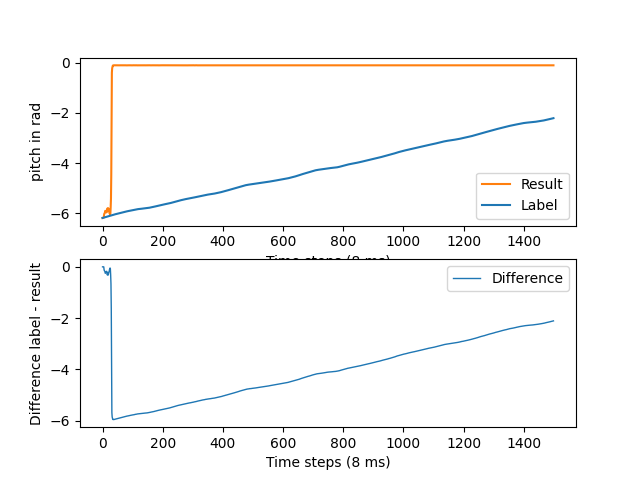 0
−2
−4
−6
pitch in rad
Result
Label
0 200 400 600 800 1000 1200 1400
Time steps (8 ms)
0
−2
−4
−6
Difference label - result
Difference
0 200 400 600 800 1000 1200 1400
Time steps (8 ms)